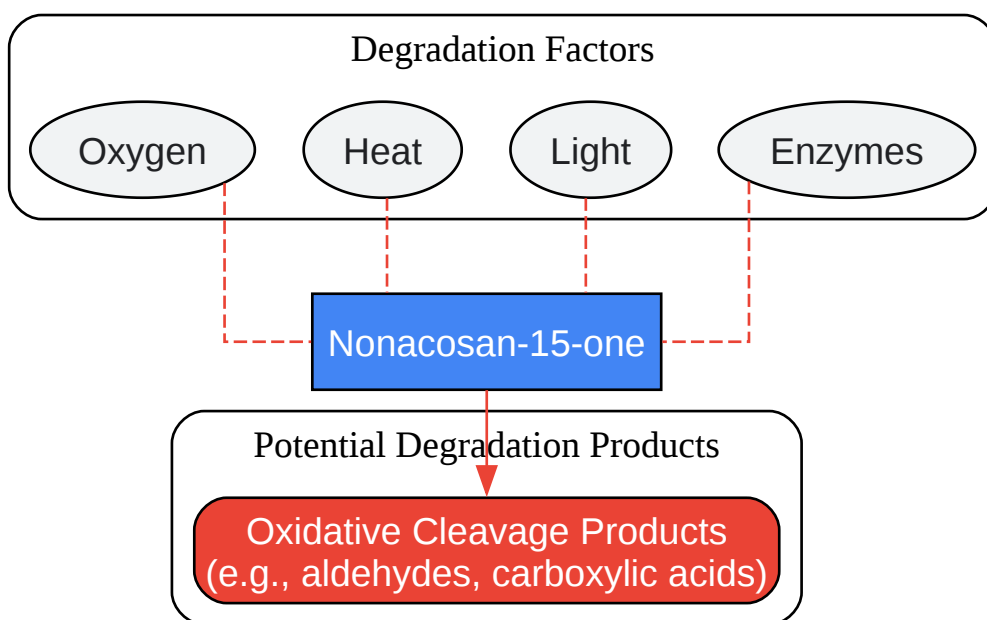 Degradation Factors
Oxygen
Heat
Light
Enzymes
Nonacosan-15-one
Potential Degradation Products
Oxidative Cleavage Products
(e.g., aldehydes, carboxylic acids)